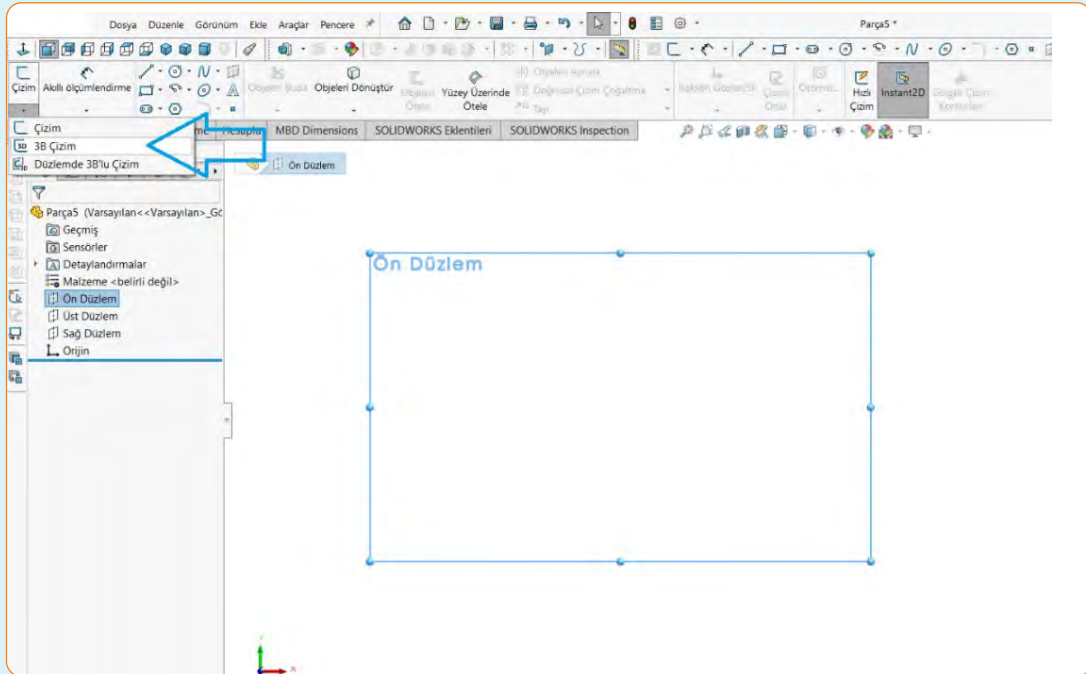 Dosya Düzenle Görünüm Ekle Araçlar Pencere
Parça5 *
Çizim Akıllı ölçümlendirme
Objeleri Dönüştür
Yüzey Üzerinde Ötele
Hızlı Çizim
Instant2D
MBD Dimensions SOLIDWORKS Eklentileri SOLIDWORKS Inspection
Çizim
3B Çizim
Düzlemde 3B'lu Çizim
Ön Düzlem
Parça5 (Varsayılan<<Varsayılan>_Gö
Geçmiş
Sensörler
Detaylandırmalar
Malzeme <belirli değil>
Ön Düzlem
Üst Düzlem
Sağ Düzlem
Orijin
Ön Düzlem